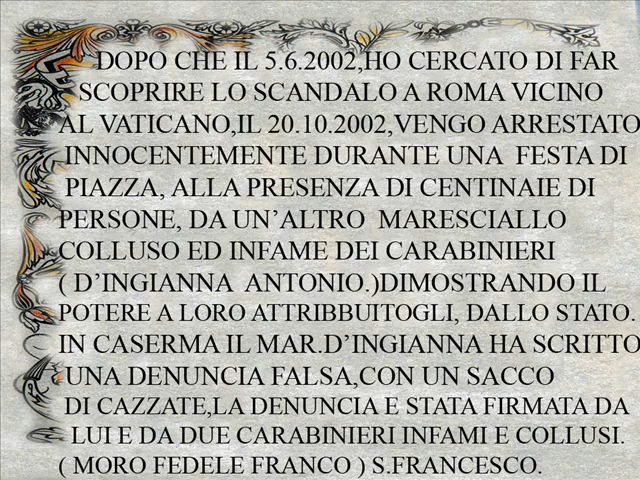 DOPO CHE IL 5.6.2002,HO CERCATO DI FAR
SCOPRIRE LO SCANDALO A ROMA VICINO
AL VATICANO,IL 20.10.2002,VENGO ARRESTATO
INNOCENTEMENTE DURANTE UNA FESTA DI
PIAZZA, ALLA PRESENZA DI CENTINAIE DI
PERSONE, DA UN’ALTRO MARESCIALLO
COLLUSO ED INFAME DEI CARABINIERI
( D’INGIANNA ANTONIO.)DIMOSTRANDO IL
POTERE A LORO ATTRIBBUITOGLI, DALLO STATO.
IN CASERMA IL MAR.D’INGIANNA HA SCRITTO
UNA DENUNCIA FALSA,CON UN SACCO
DI CAZZATE,LA DENUNCIA E STATA FIRMATA DA
LUI E DA DUE CARABINIERI INFAMI E COLLUSI.
( MORO FEDELE FRANCO ) S.FRANCESCO.